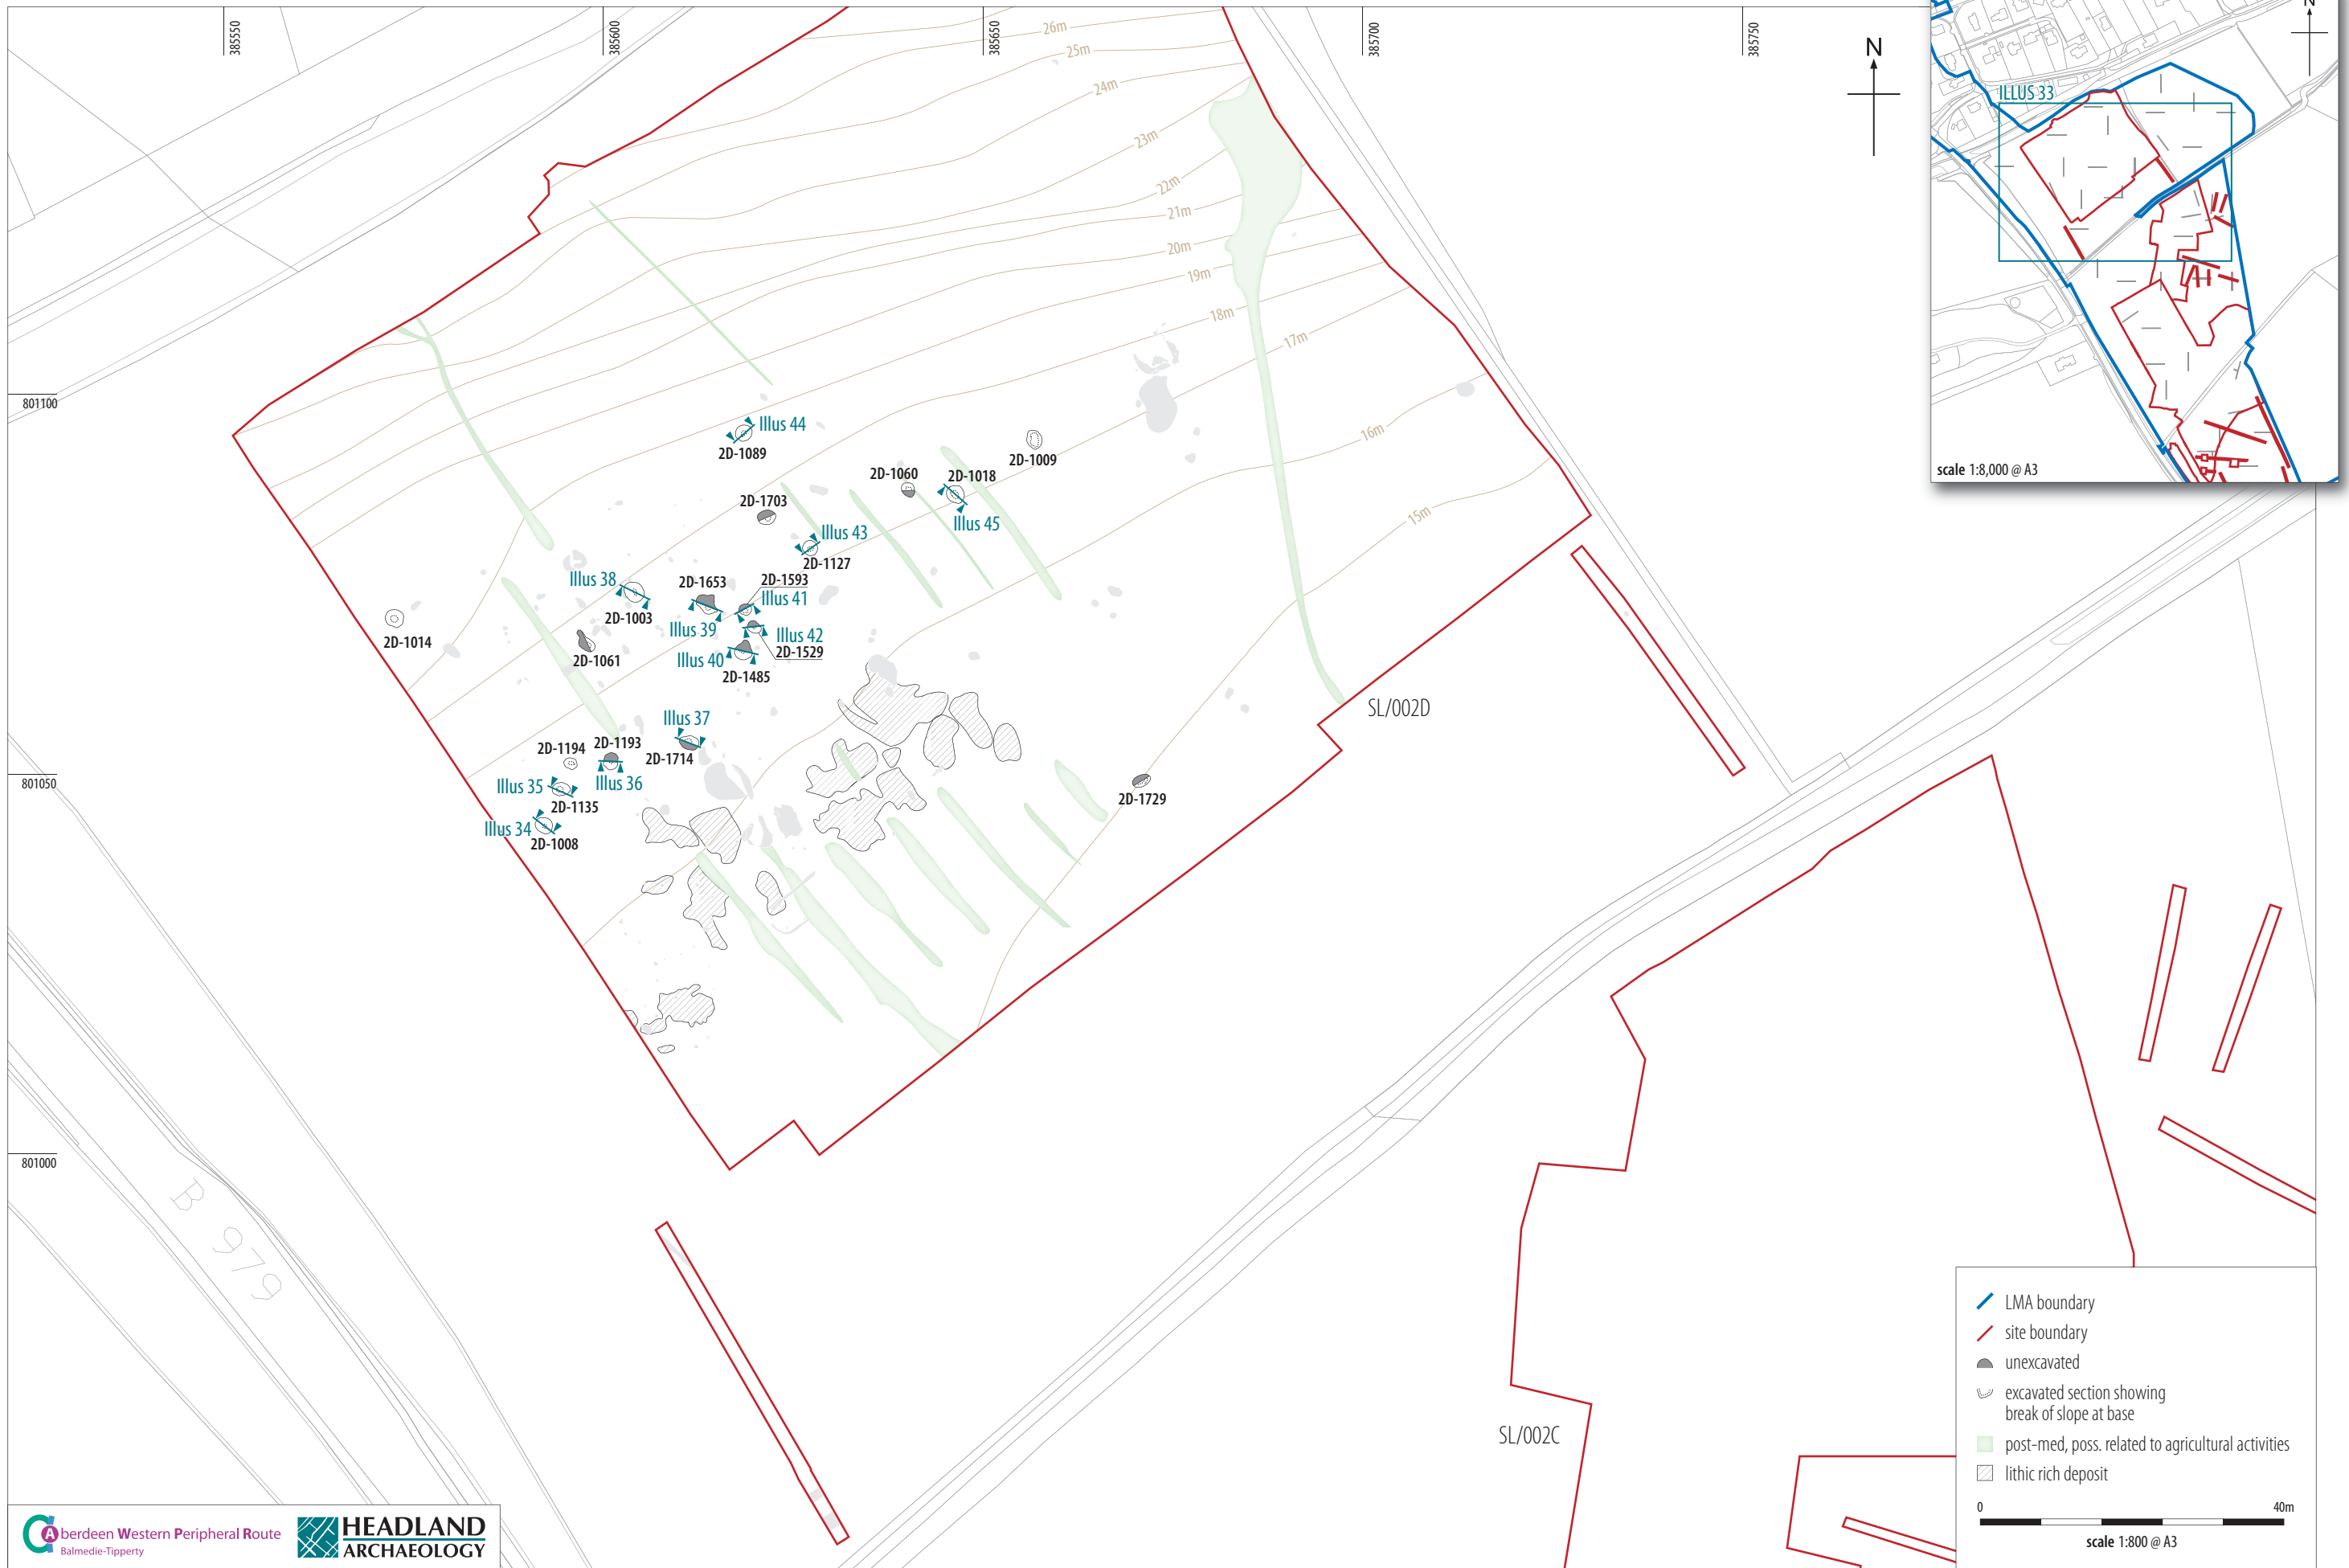 385550
385600
385650
385700
385750
N
N
ILLUS 33
scale 1:8,000 @ A3
26m
25m
24m
23m
22m
21m
20m
19m
18m
17m
16m
15m
801100
801050
801000
Illus 44
2D-1089
2D-1009
2D-1060
2D-1018
Illus 45
2D-1703
Illus 43
2D-1127
Illus 38
2D-1003
2D-1653
2D-1593
Illus 41
Illus 39
Illus 42
2D-1529
Illus 40
2D-1485
2D-1014
2D-1061
Illus 37
2D-1714
2D-1194
2D-1193
Illus 36
Illus 35
2D-1135
Illus 34
2D-1008
2D-1729
SL/002D
SL/002C
B 979
LMA boundary
site boundary
unexcavated
excavated section showing
break of slope at base
post-med, poss. related to agricultural activities
lithic rich deposit
0 40m
scale 1:800 @ A3
Aberdeen Western Peripheral Route
Balmedie-Tipperty
HEADLAND
ARCHAEOLOGY